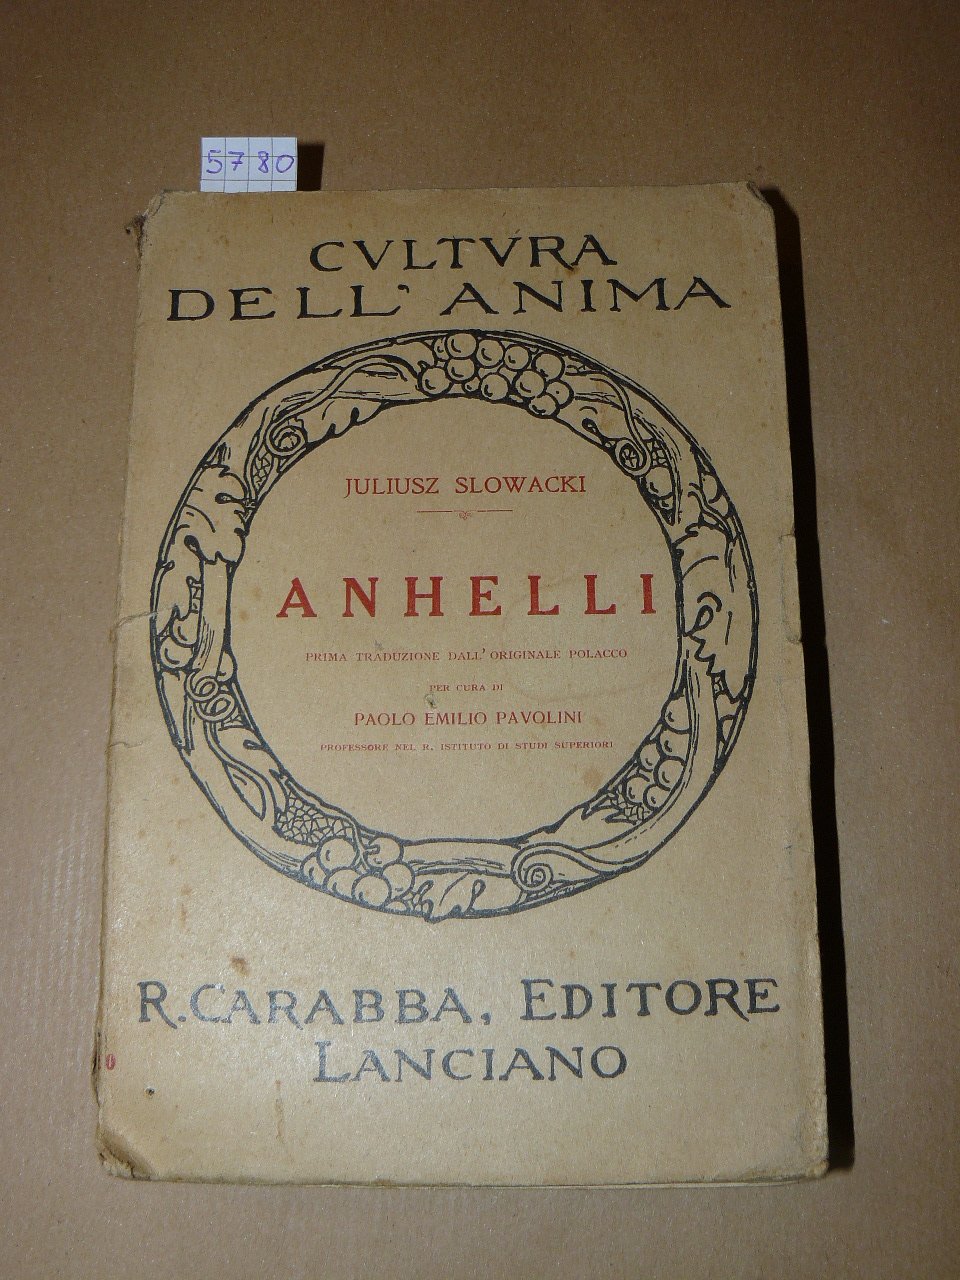 5780
CVLTVRA
DELL' ANIMA
JULIUSZ SLOWACKI
ANHELLI
PRIMA TRADUZIONE DALL'ORIGINALE POLACCO
PER CURA DI
PAOLO EMILIO PAVOLINI
PROFESSORE NEL R. ISTITUTO DI STUDI SUPERIORI
R. CARABBA, EDITORE
LANCIANO
0